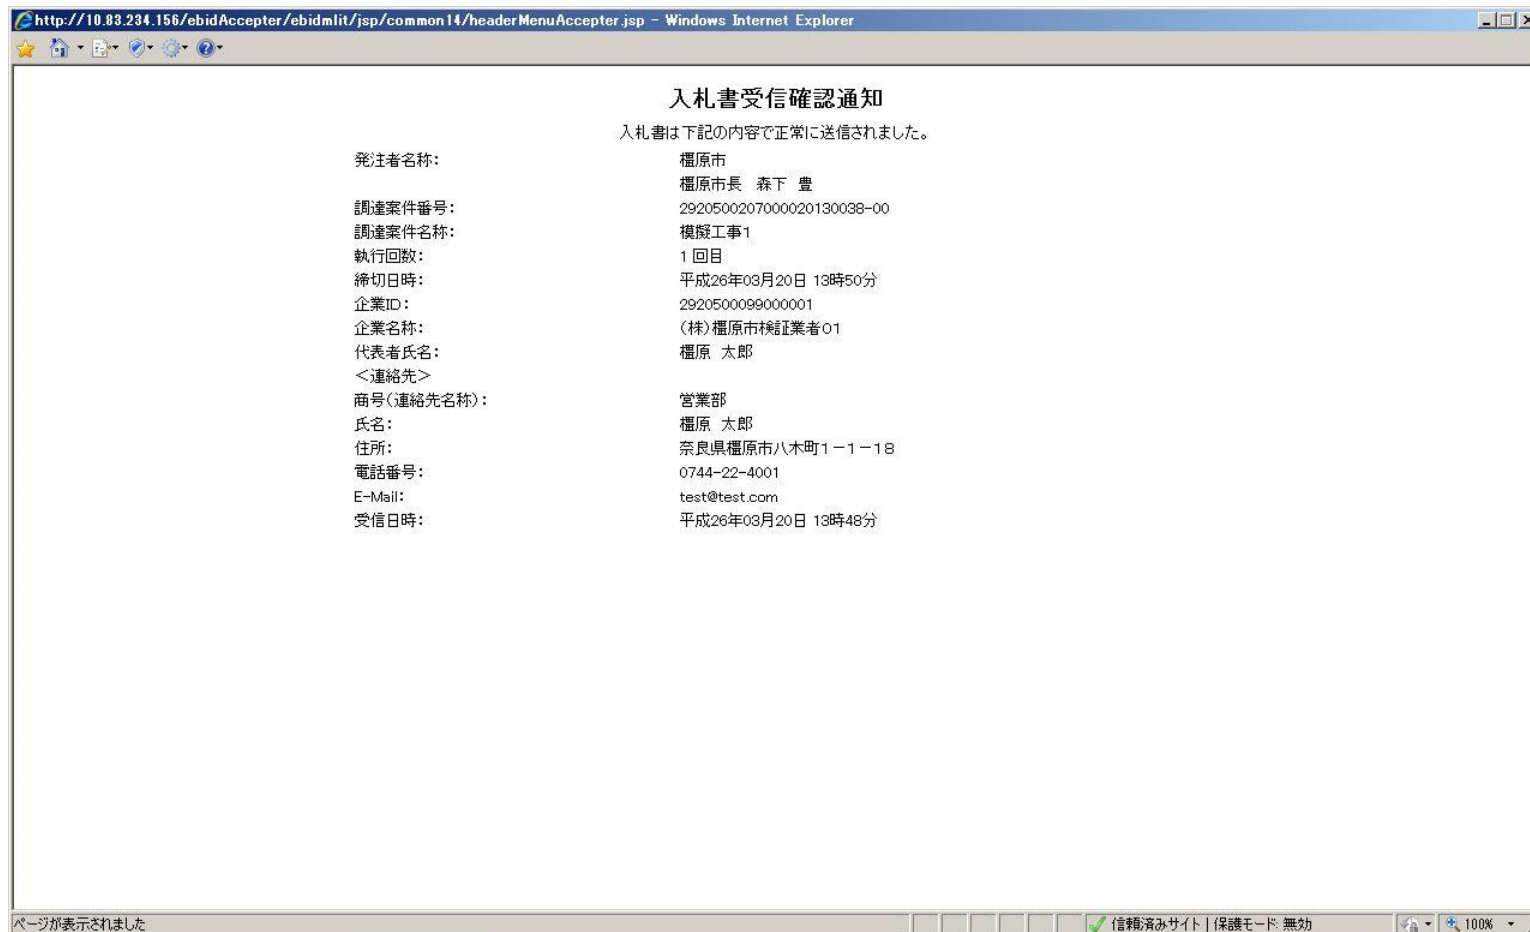 http://10.83.234.156/ebidAccepter/ebidmlit/jsp/common14/headerMenuAccepter.jsp - Windows Internet Explorer
入札書受信確認通知
入札書は下記の内容で正常に送信されました。
発注者名称： 橿原市
橿原市長　森下 豊
調達案件番号： 2920500207000020130038-00
調達案件名称： 模擬工事1
執行回数： 1 回目
締切日時： 平成26年03月20日 13時50分
企業ID： 2920500099000001
企業名称： （株）橿原市検証業者０１
代表者氏名： 橿原 太郎
＜連絡先＞
商号（連絡先名称）： 営業部
氏名： 橿原 太郎
住所： 奈良県橿原市八木町１－１－１８
電話番号： 0744-22-4001
E-Mail： test@test.com
受信日時： 平成26年03月20日 13時48分
ページが表示されました 信頼済みサイト | 保護モード: 無効 100%